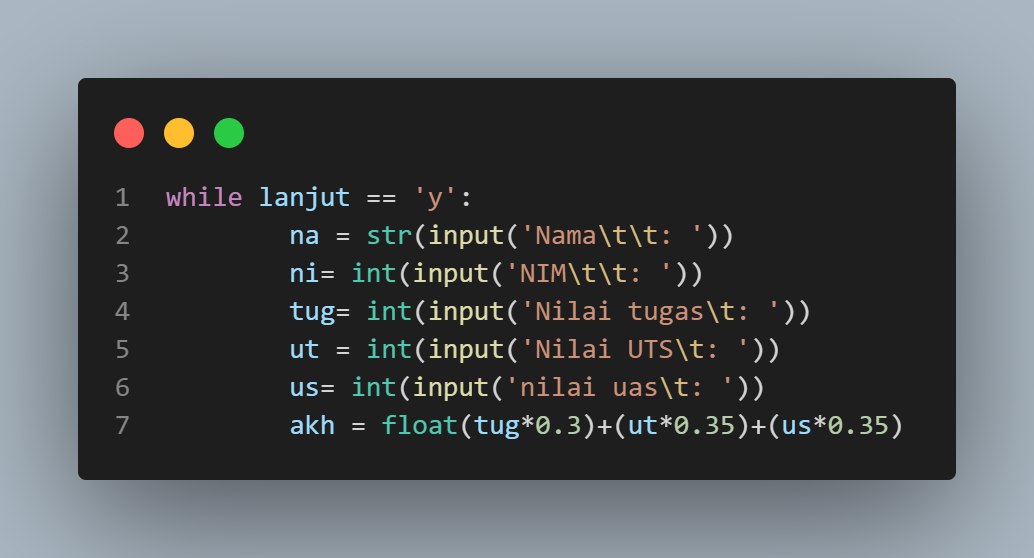 1 while lanjut == 'y':
2 na = str(input('Nama\t\t: '))
3 ni= int(input('NIM\t\t: '))
4 tug= int(input('Nilai tugas\t: '))
5 ut = int(input('Nilai UTS\t: '))
6 us= int(input('nilai uas\t: '))
7 akh = float(tug*0.3)+(ut*0.35)+(us*0.35)